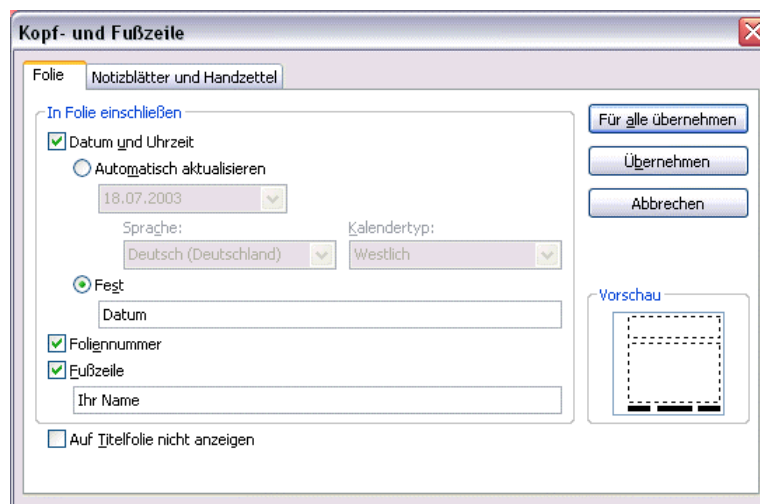 Kopf- und Fußzeile
Folie
Notizblätter und Handzettel
In Folie einschließen
Datum und Uhrzeit
Automatisch aktualisieren
18.07.2003
Sprache:
Kalendertyp:
Deutsch (Deutschland)
Westlich
Fest
Datum
Foliennummer
Fußzeile
Ihr Name
Auf Titelfolie nicht anzeigen
Für alle übernehmen
Übernehmen
Abbrechen
Vorschau